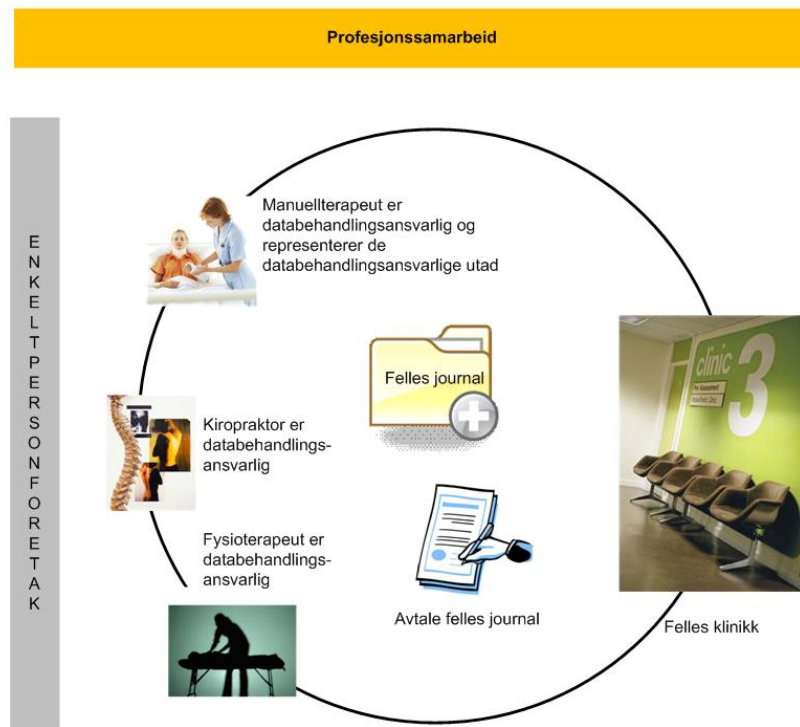 Profesjonssamarbeid
ENKELTPERSONFORETAK
Manuellterapeut er
databehandlingsansvarlig og
representerer de
databehandlingsansvarlige utad
Felles journal
clinic
3
Kiropraktor er
databehandlings-
ansvarlig
Fysioterapeut er
databehandlings-
ansvarlig
Avtale felles journal
Felles klinikk